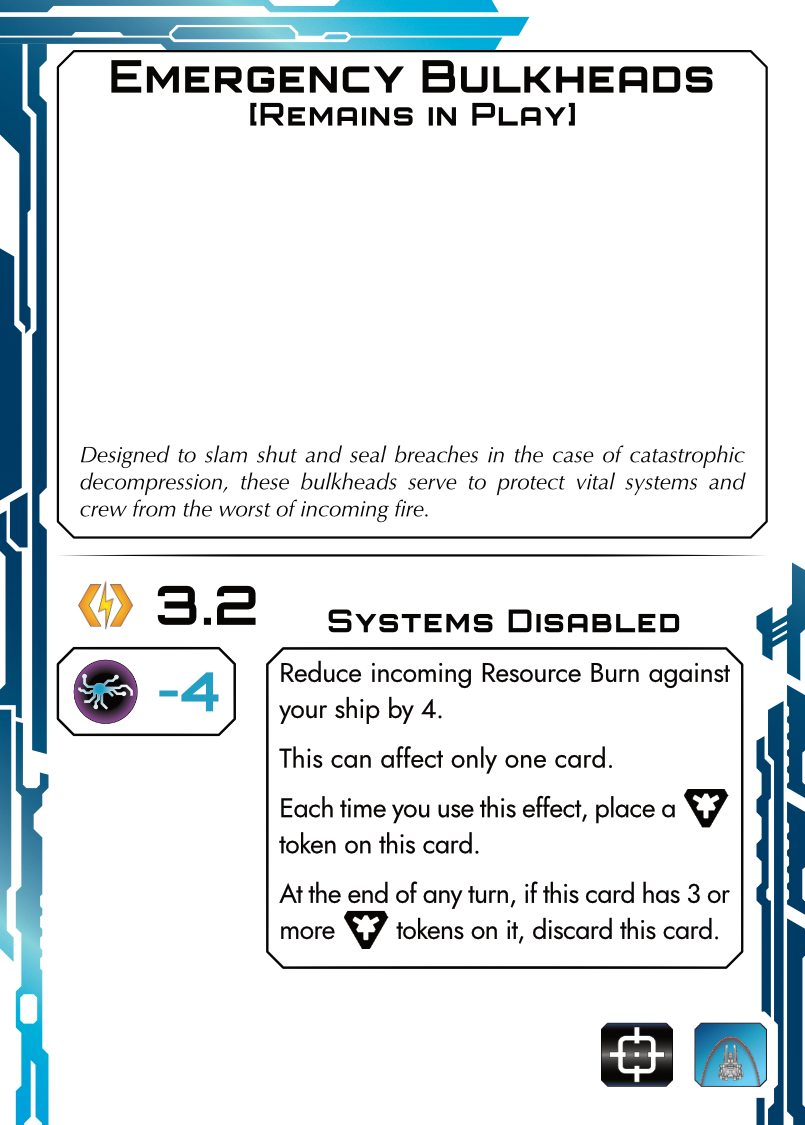 Emergency Bulkheads
[Remains in Play]
Designed to slam shut and seal breaches in the case of catastrophic
decompression, these bulkheads serve to protect vital systems and
crew from the worst of incoming fire.
3.2
Systems Disabled
-4
Reduce incoming Resource Burn against
your ship by 4.
This can affect only one card.
Each time you use this effect, place a
token on this card.
At the end of any turn, if this card has 3 or
more tokens on it, discard this card.